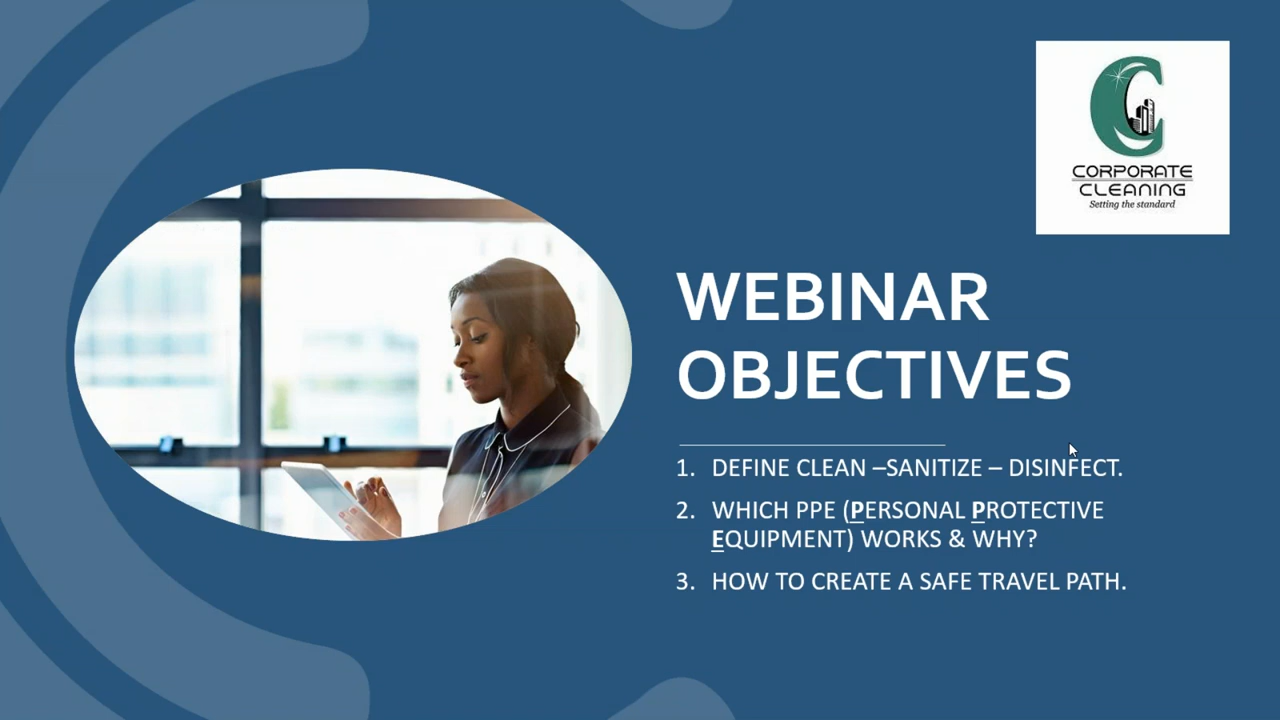 CORPORATE
CLEANING
Setting the standard
WEBINAR
OBJECTIVES
1. DEFINE CLEAN –SANITIZE – DISINFECT.
2. WHICH PPE (PERSONAL PROTECTIVE
EQUIPMENT) WORKS & WHY?
3. HOW TO CREATE A SAFE TRAVEL PATH.